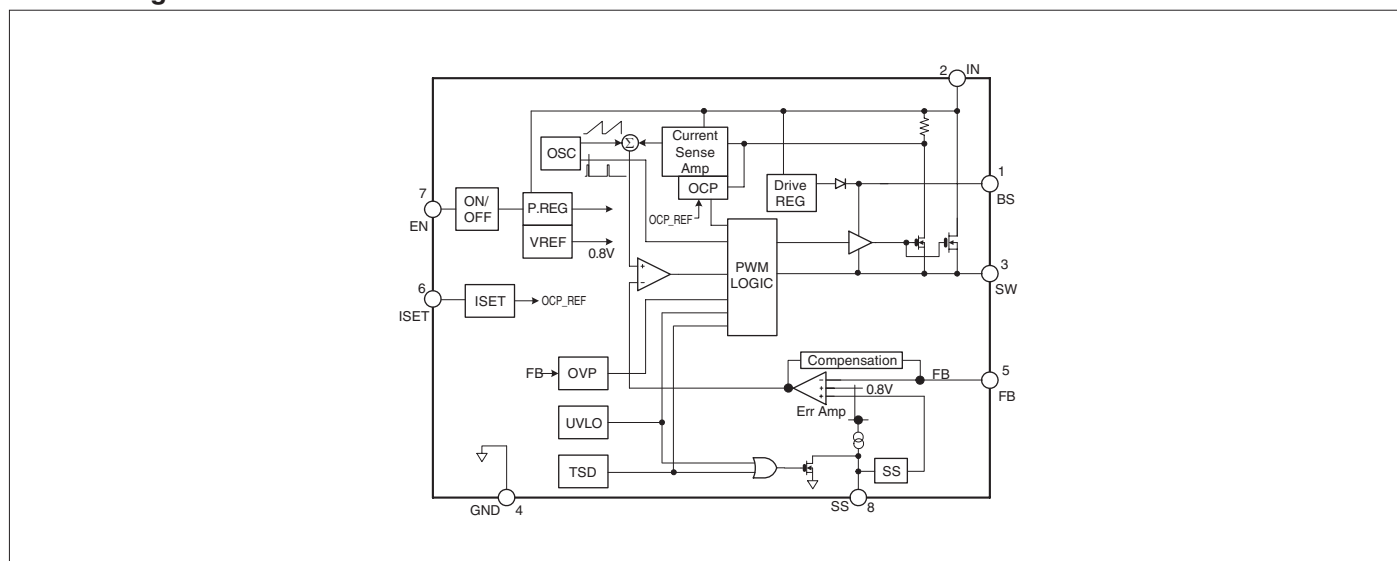 2 IN
OSC
Σ
Current
Sense
Amp
OCP
OCP_REF
Drive
REG
1
BS
7
EN
ON/
OFF
P.REG
VREF
0.8V
+
−
PWM
LOGIC
3
SW
6
ISET
ISET
OCP_REF
FB
OVP
Compensation
FB
5
FB
−
+
+
0.8V
Err Amp
UVLO
TSD
SS
GND 4
SS 8